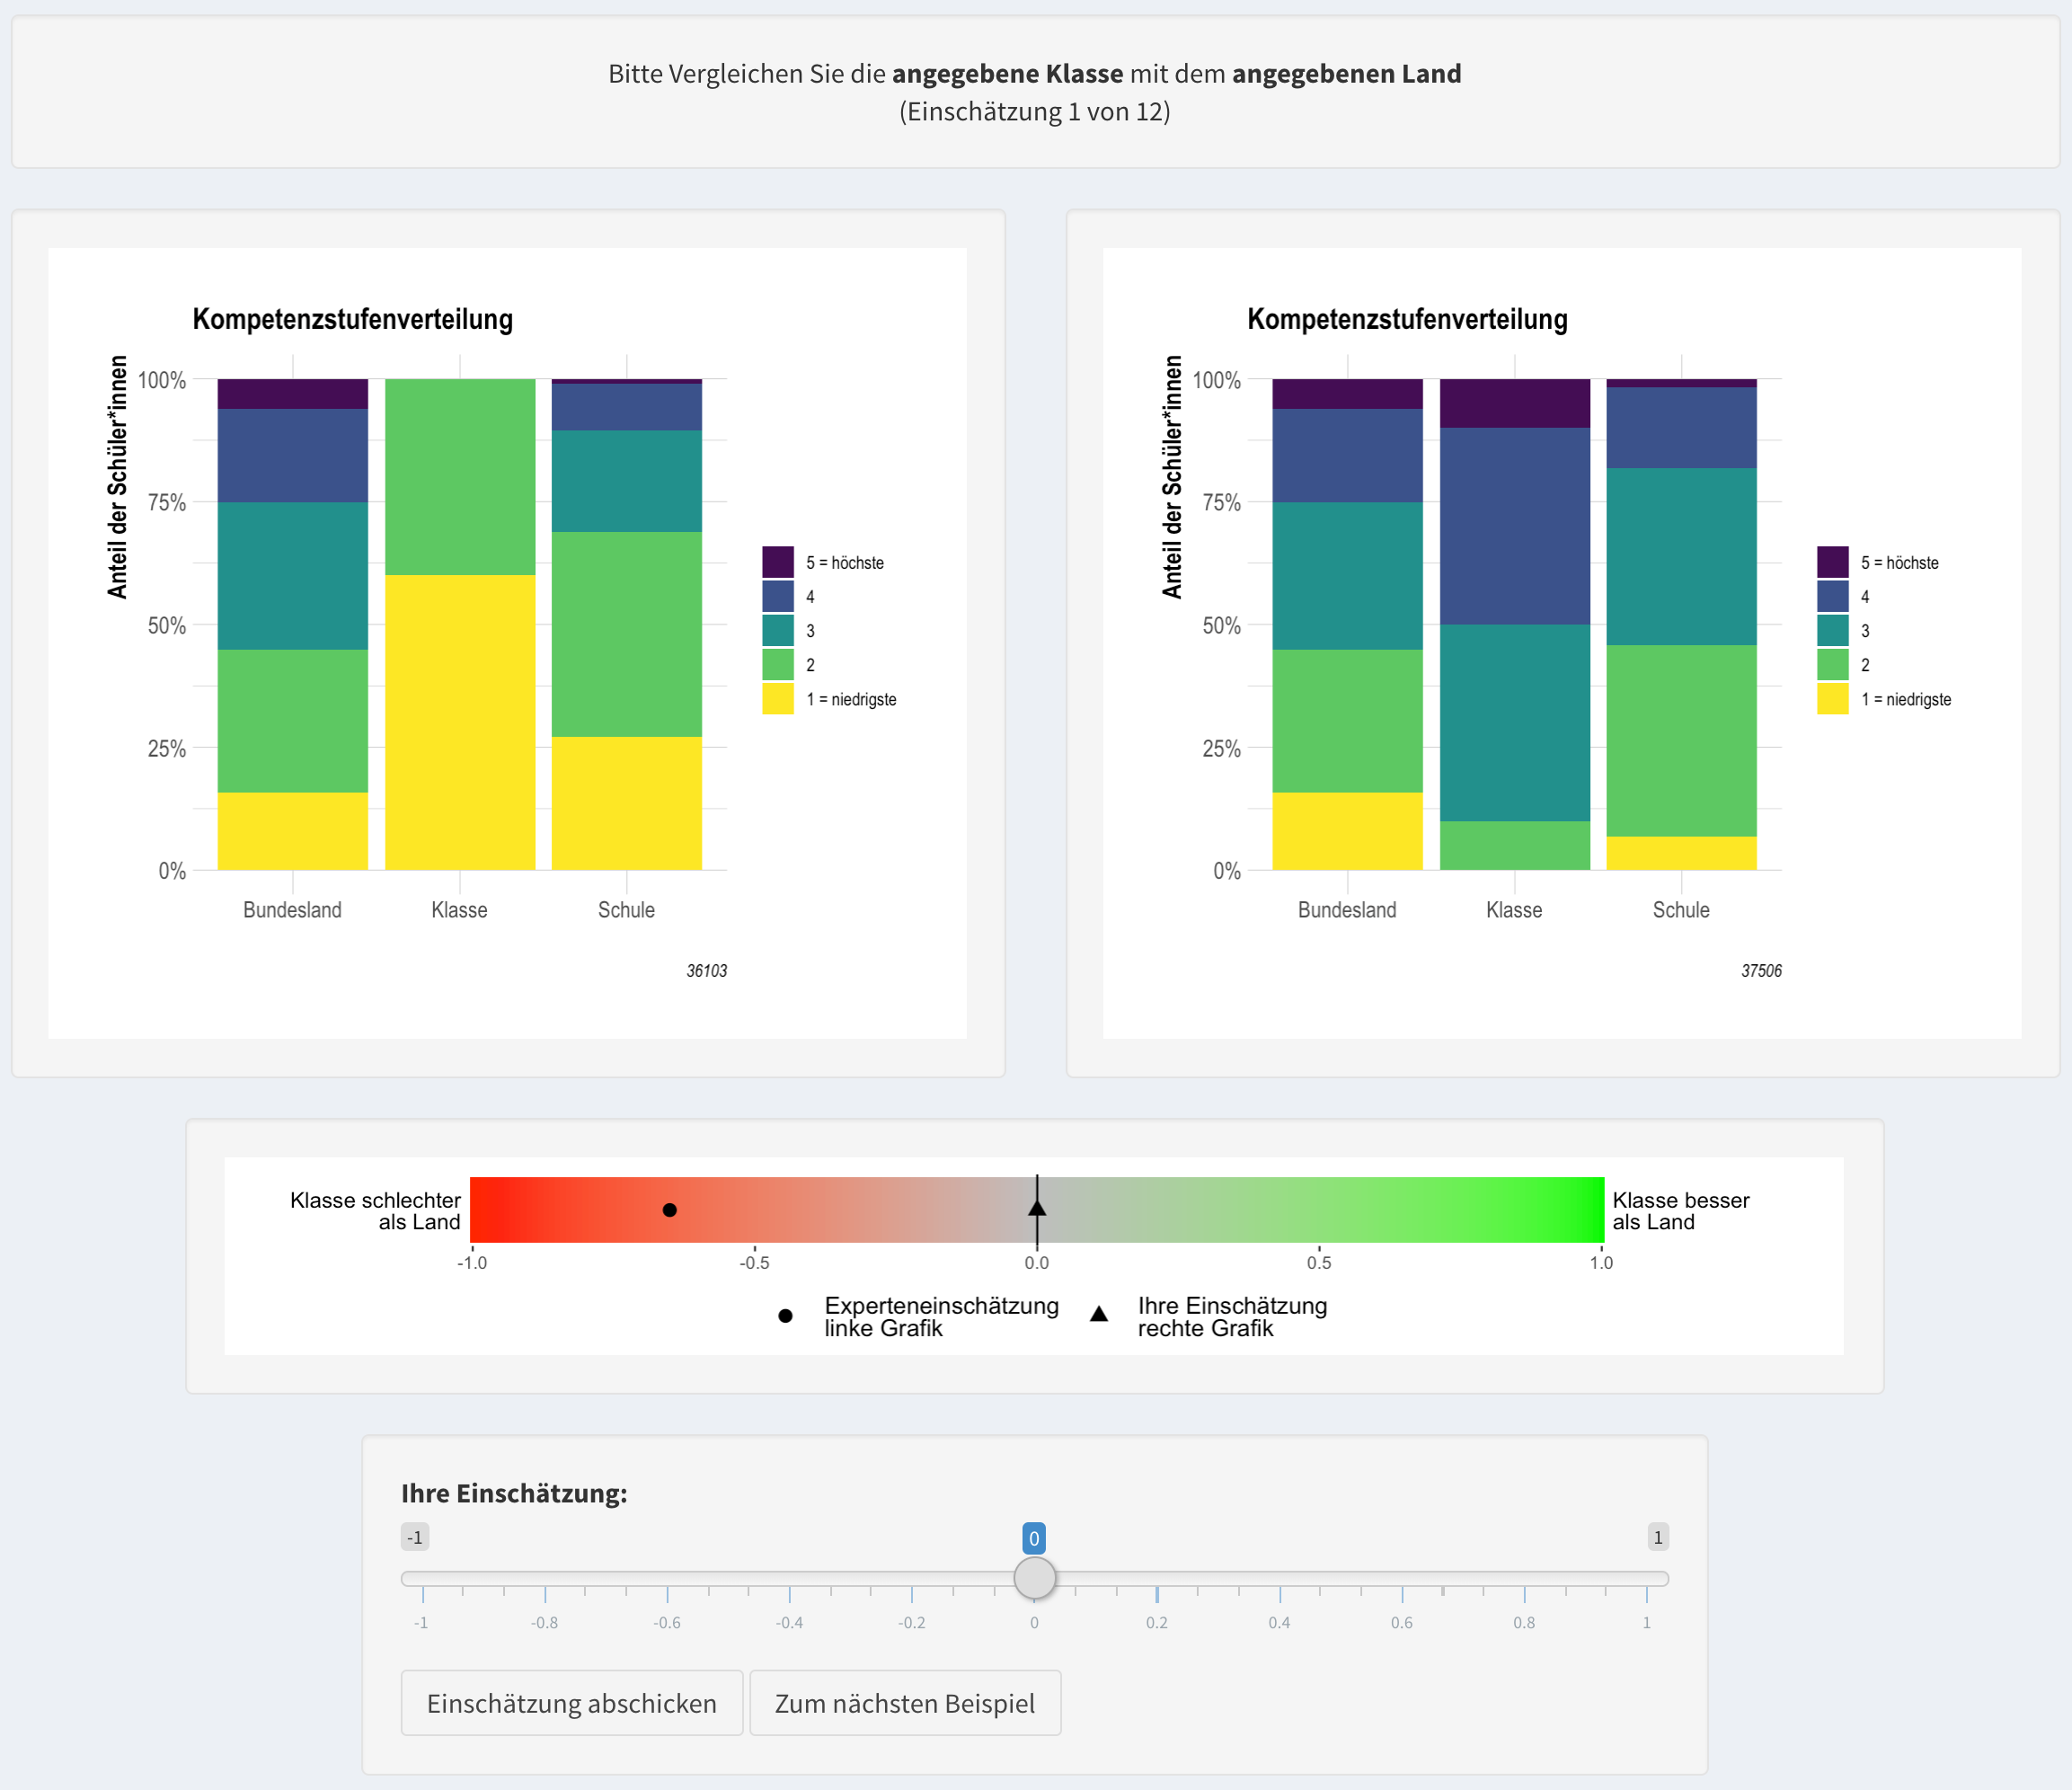 Bitte Vergleichen Sie die angegebene Klasse mit dem angegebenen Land
(Einschätzung 1 von 12)
Kompetenzstufenverteilung
Anteil der Schüler*innen
100%
75%
50%
25%
0%
Bundesland
Klasse
Schule
5 = höchste
4
3
2
1 = niedrigste
36103
Kompetenzstufenverteilung
Anteil der Schüler*innen
100%
75%
50%
25%
0%
Bundesland
Klasse
Schule
5 = höchste
4
3
2
1 = niedrigste
37506
Klasse schlechter
als Land
Klasse besser
als Land
-1.0
-0.5
0.0
0.5
1.0
Experteneinschätzung
linke Grafik
Ihre Einschätzung
rechte Grafik
Ihre Einschätzung:
-1
0
1
-1
-0.8
-0.6
-0.4
-0.2
0
0.2
0.4
0.6
0.8
1
Einschätzung abschicken
Zum nächsten Beispiel